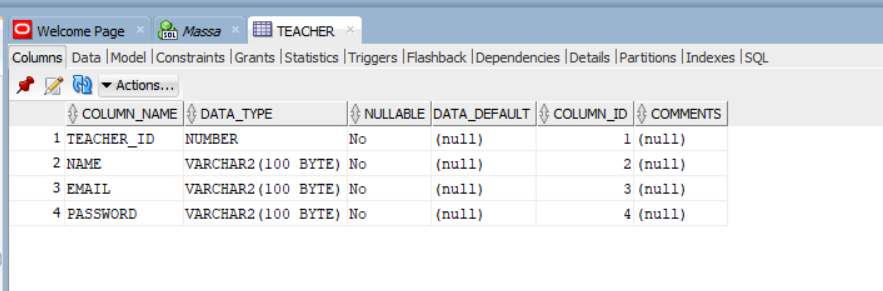 Welcome Page Massa TEACHER
Columns Data Model Constraints Grants Statistics Triggers Flashback Dependencies Details Partitions Indexes SQL
Actions...
COLUMN_NAME DATA_TYPE NULLABLE DATA_DEFAULT COLUMN_ID COMMENTS
1 TEACHER_ID NUMBER No (null) 1 (null)
2 NAME VARCHAR2(100 BYTE) No (null) 2 (null)
3 EMAIL VARCHAR2(100 BYTE) No (null) 3 (null)
4 PASSWORD VARCHAR2(100 BYTE) No (null) 4 (null)